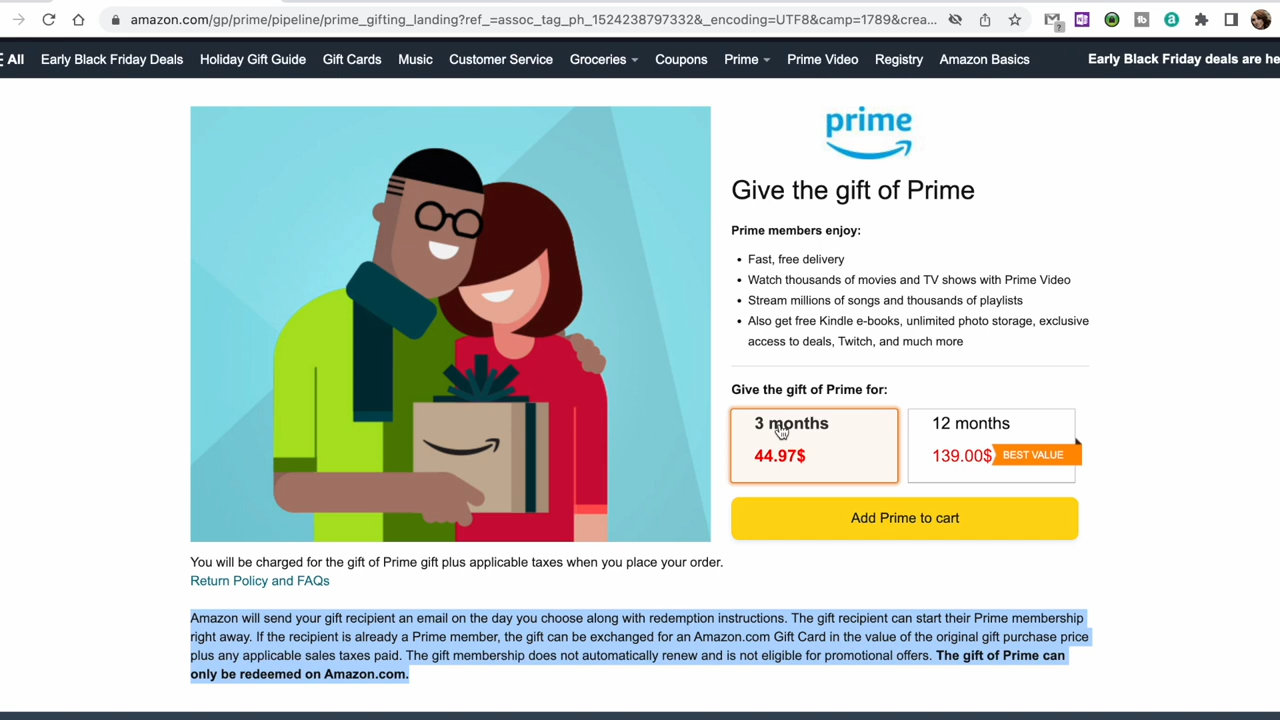 amazon.com/gp/prime/pipeline/prime_gifting_landing?ref_=assoc_tag_ph_1524238797332&_encoding=UTF8&camp=1789&crea...
All Early Black Friday Deals Holiday Gift Guide Gift Cards Music Customer Service Groceries Coupons Prime Prime Video Registry Amazon Basics Early Black Friday deals are he
prime
Give the gift of Prime
Prime members enjoy:
• Fast, free delivery
• Watch thousands of movies and TV shows with Prime Video
• Stream millions of songs and thousands of playlists
• Also get free Kindle e-books, unlimited photo storage, exclusive
access to deals, Twitch, and much more
Give the gift of Prime for:
3 months 12 months
44.97$ 139.00$ BEST VALUE
Add Prime to cart
You will be charged for the gift of Prime gift plus applicable taxes when you place your order.
Return Policy and FAQs
Amazon will send your gift recipient an email on the day you choose along with redemption instructions. The gift recipient can start their Prime membership
right away. If the recipient is already a Prime member, the gift can be exchanged for an Amazon.com Gift Card in the value of the original gift purchase price
plus any applicable sales taxes paid. The gift membership does not automatically renew and is not eligible for promotional offers. The gift of Prime can
only be redeemed on Amazon.com.